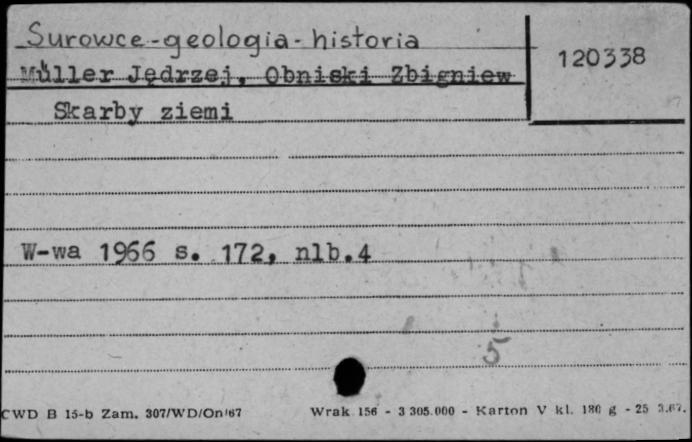 Surowce-geologia-historia
120338
Müller Jędrzej, Obniski Zbigniew
Skarby ziemi
W-wa 1966 s. 172, nlb.4
5
CWD B 15-b Zam. 307/WD/On/67 Wrak 156 - 3 305.000 - Karton V kl. 180 g - 25 3.67.